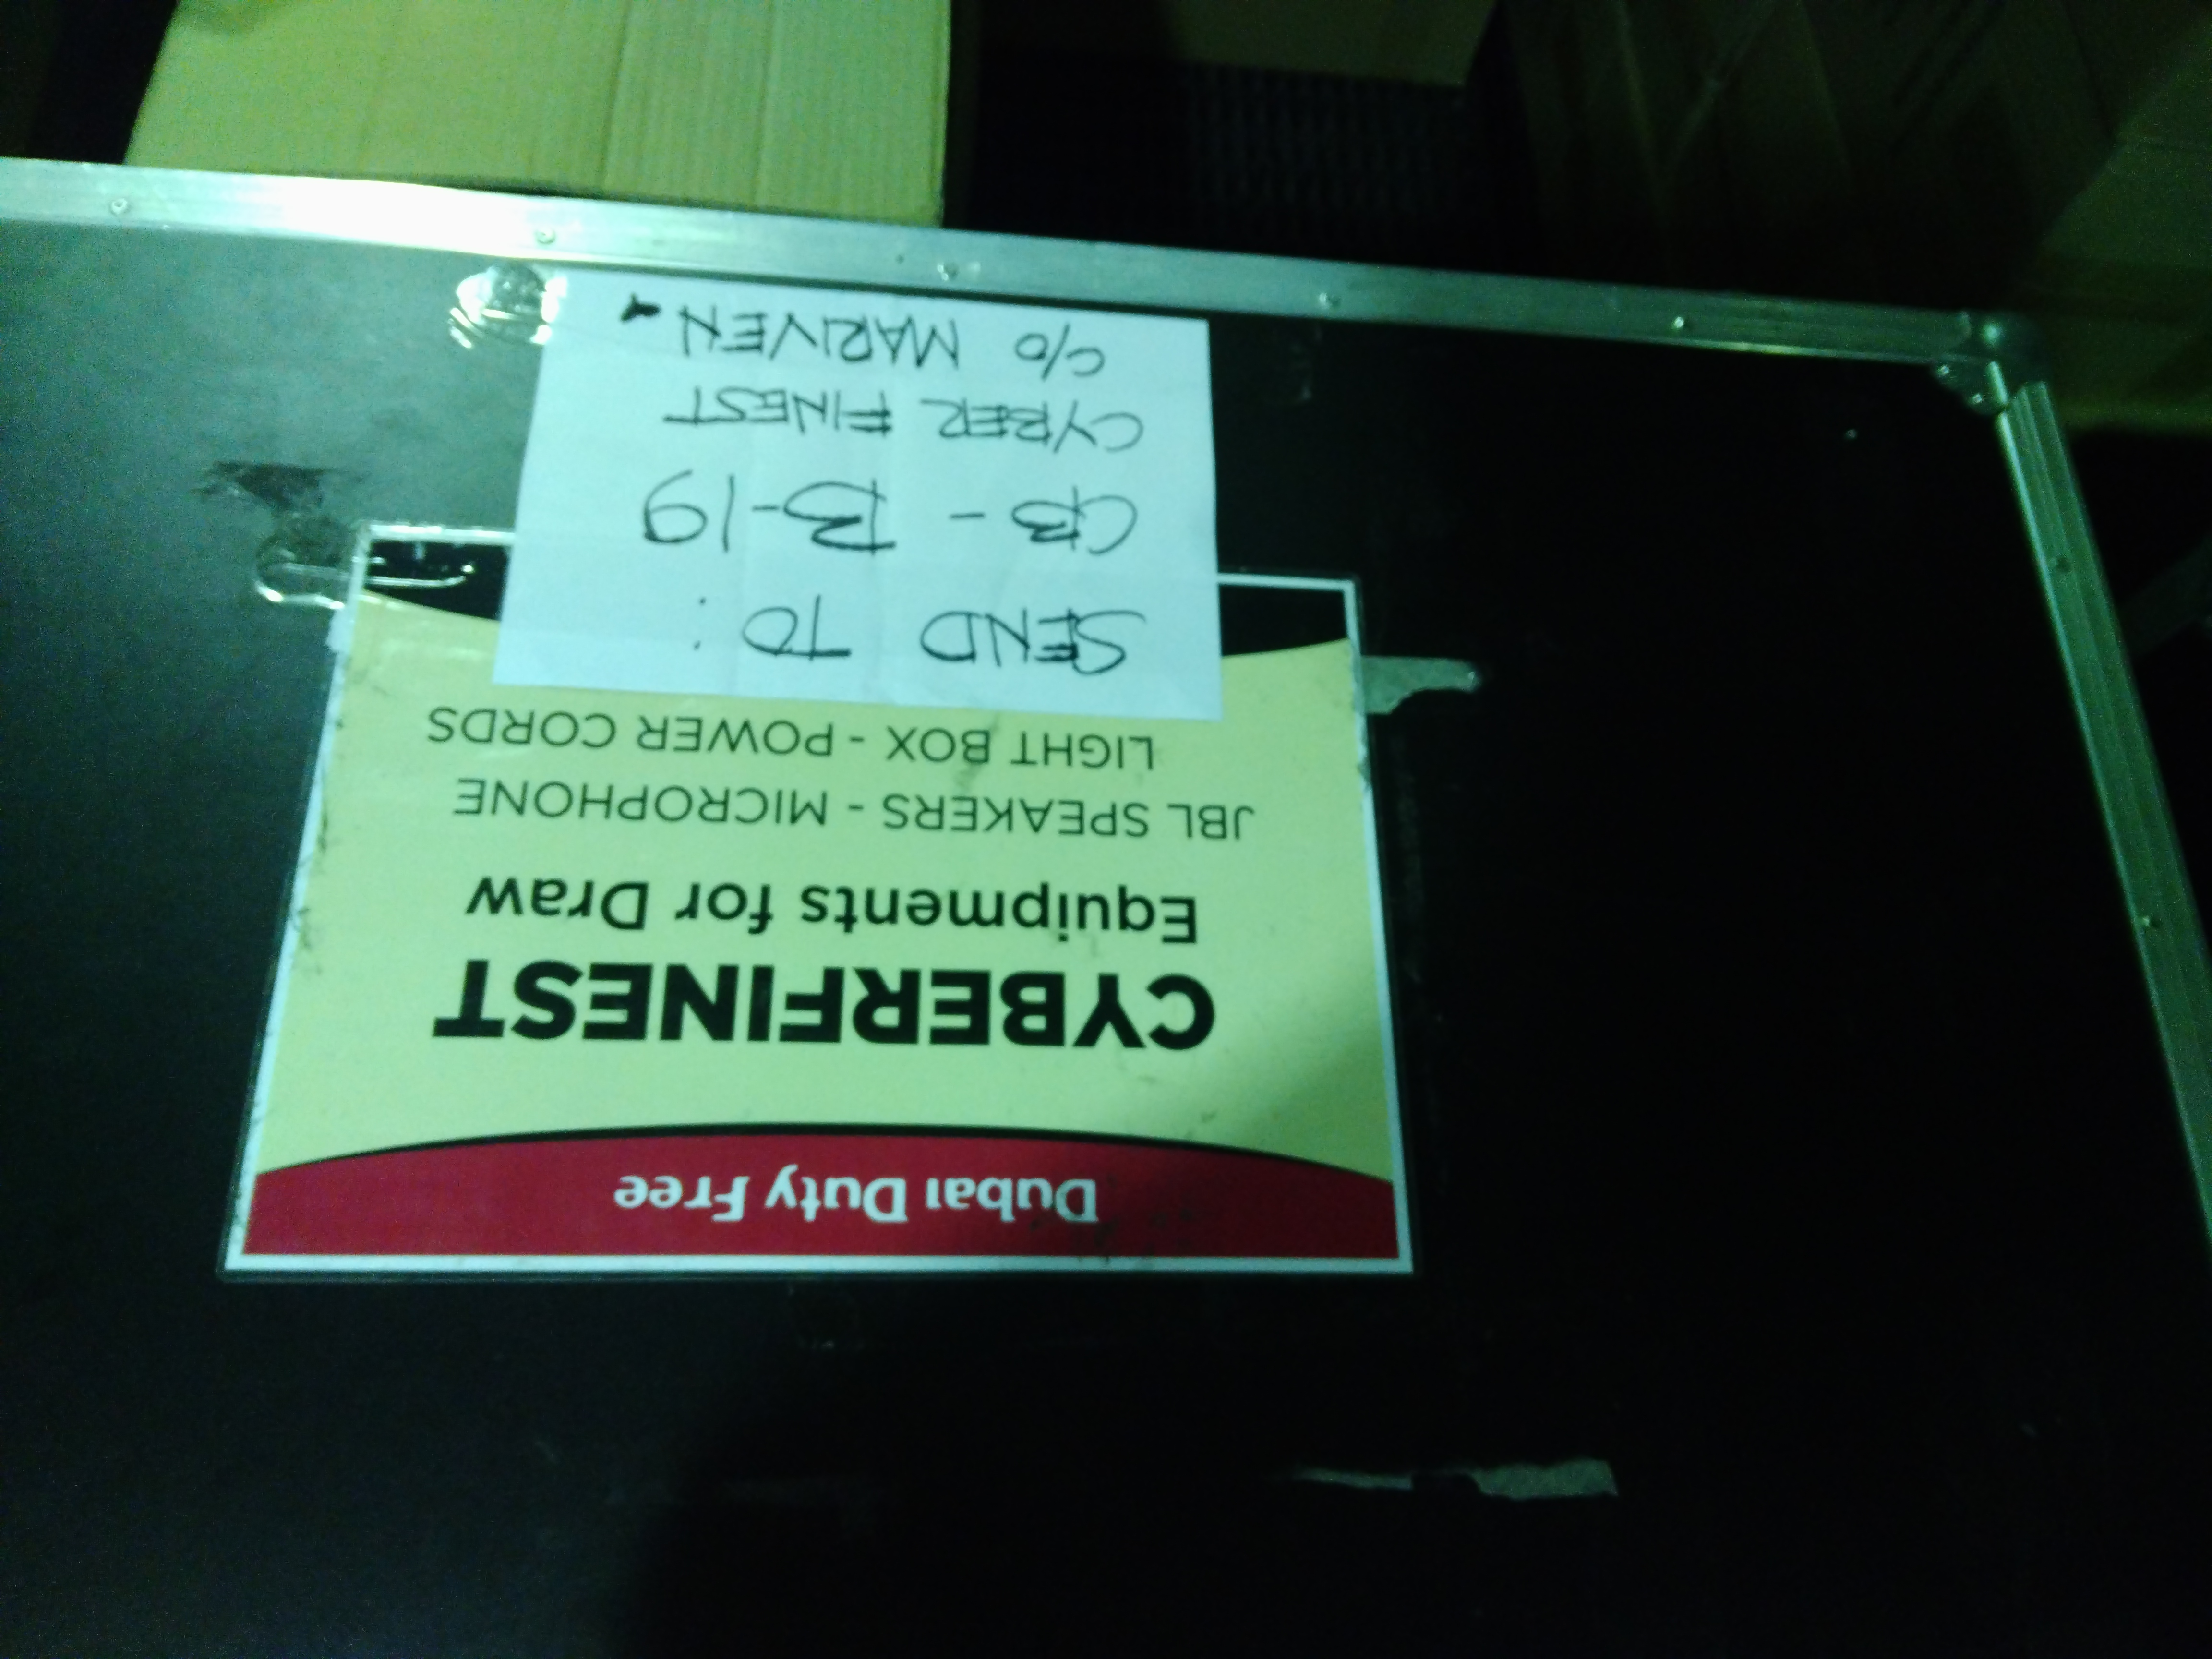 Dubai Duty Free
CYBERFINEST
Equipments for Draw
JBL SPEAKERS - MICROPHONE
LIGHT BOX - POWER CORDS
SEND TO :
CB - B-19
CYBER FINEST
C/O MARIVEN